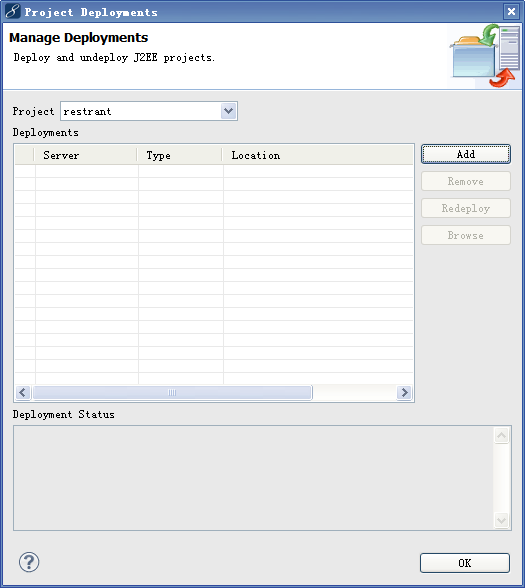 Project Deployments
Manage Deployments
Deploy and undeploy J2EE projects.
Project restrant
Deployments
Server Type Location
Add
Remove
Redeploy
Browse
Deployment Status
?
OK